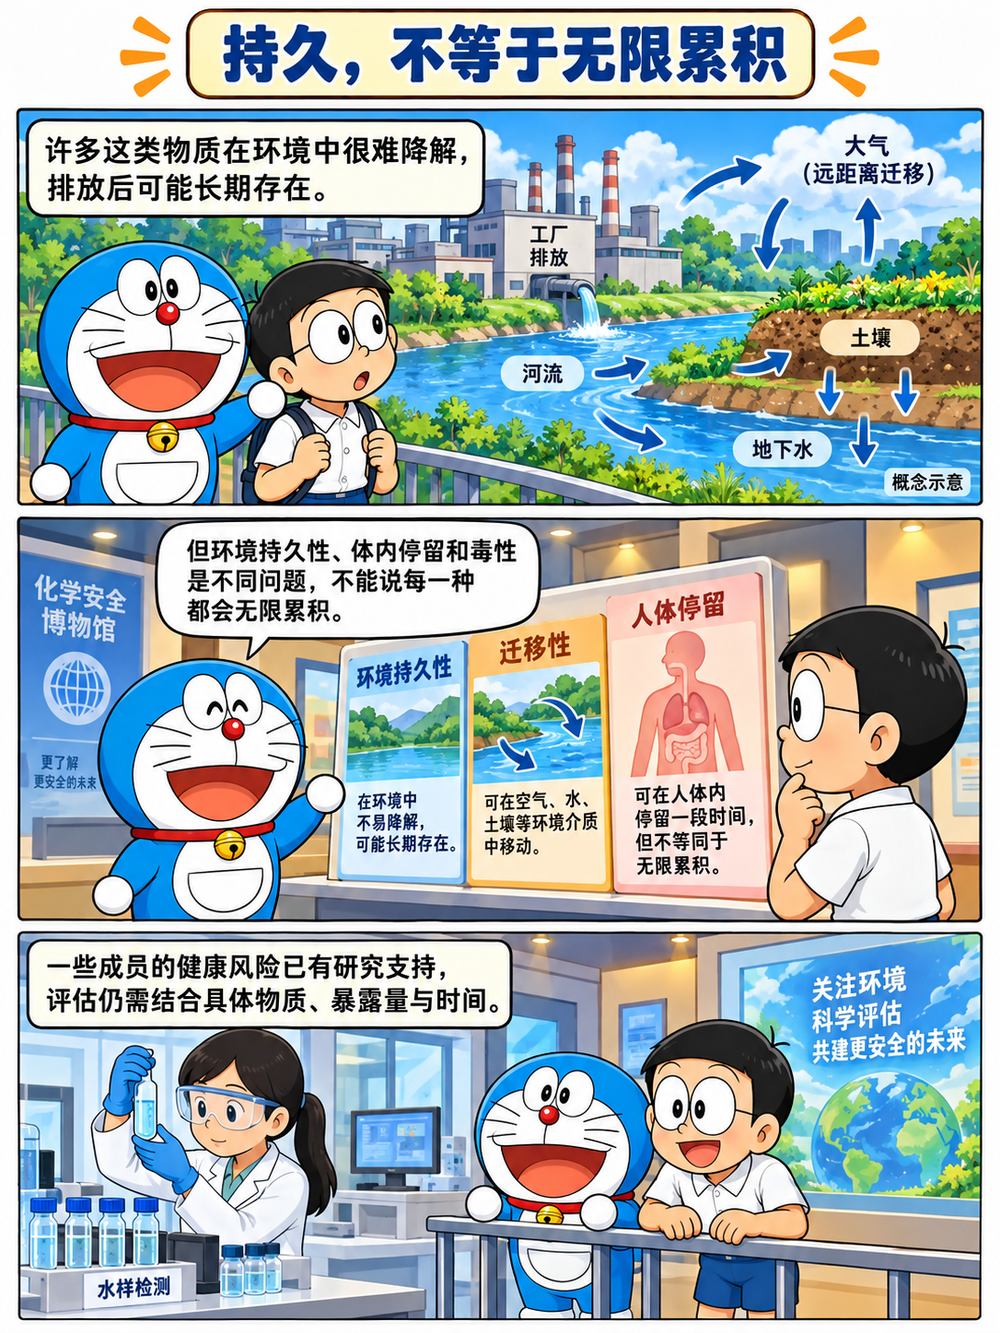 持久，不等于无限累积
许多这类物质在环境中很难降解，
排放后可能长期存在。
大气
（远距离迁移）
工厂
排放
土壤
河流
地下水
概念示意
但环境持久性、体内停留和毒性
是不同问题，不能说每一种
都会无限累积。
化学安全
博物馆
更了解
更安全的未来
环境持久性
在环境中
不易降解，
可能长期存在。
迁移性
可在空气、水、
土壤等环境介质
中移动。
人体停留
可在人体内
停留一段时间，
但不等同于
无限累积。
一些成员的健康风险已有研究支持，
评估仍需结合具体物质、暴露量与时间。
关注环境
科学评估
共建更安全的未来
水样检测